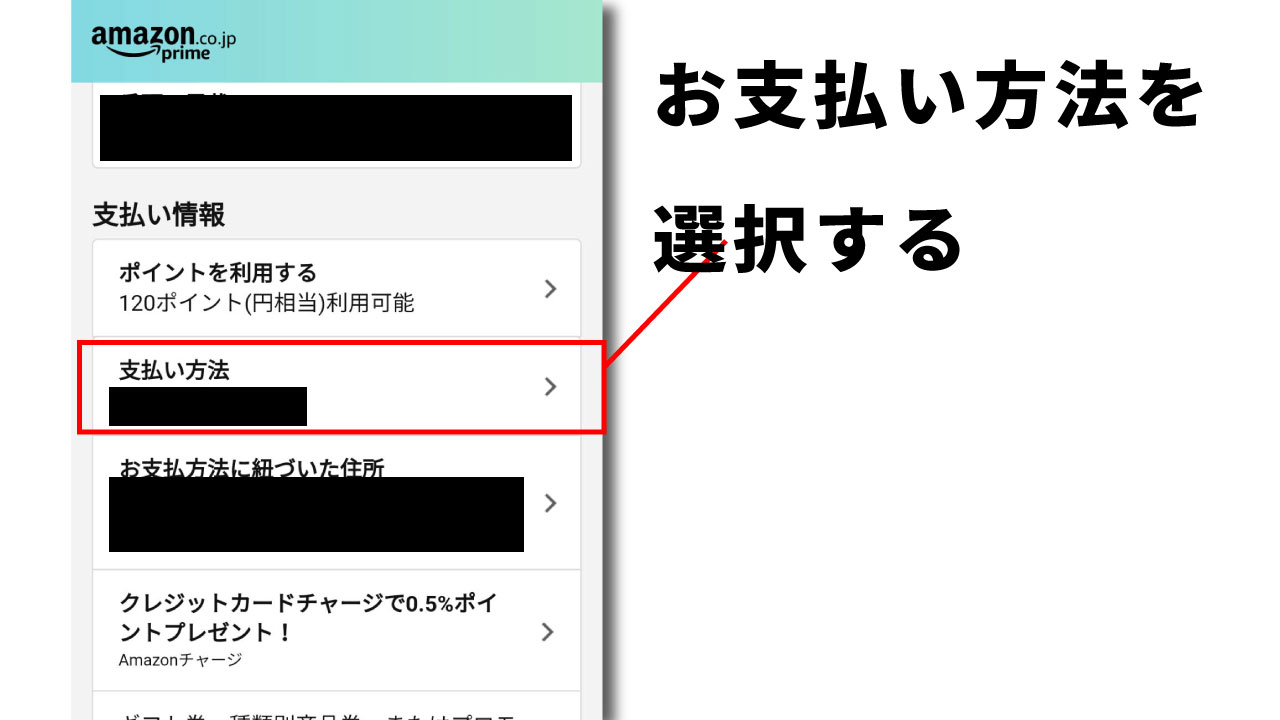 amazon.co.jp
prime
支払い情報
ポイントを利用する
120ポイント(円相当)利用可能
支払い方法
お支払方法に紐づいた住所
クレジットカードチャージで0.5%ポイ
ントプレゼント！
Amazonチャージ
お支払い方法を
選択する